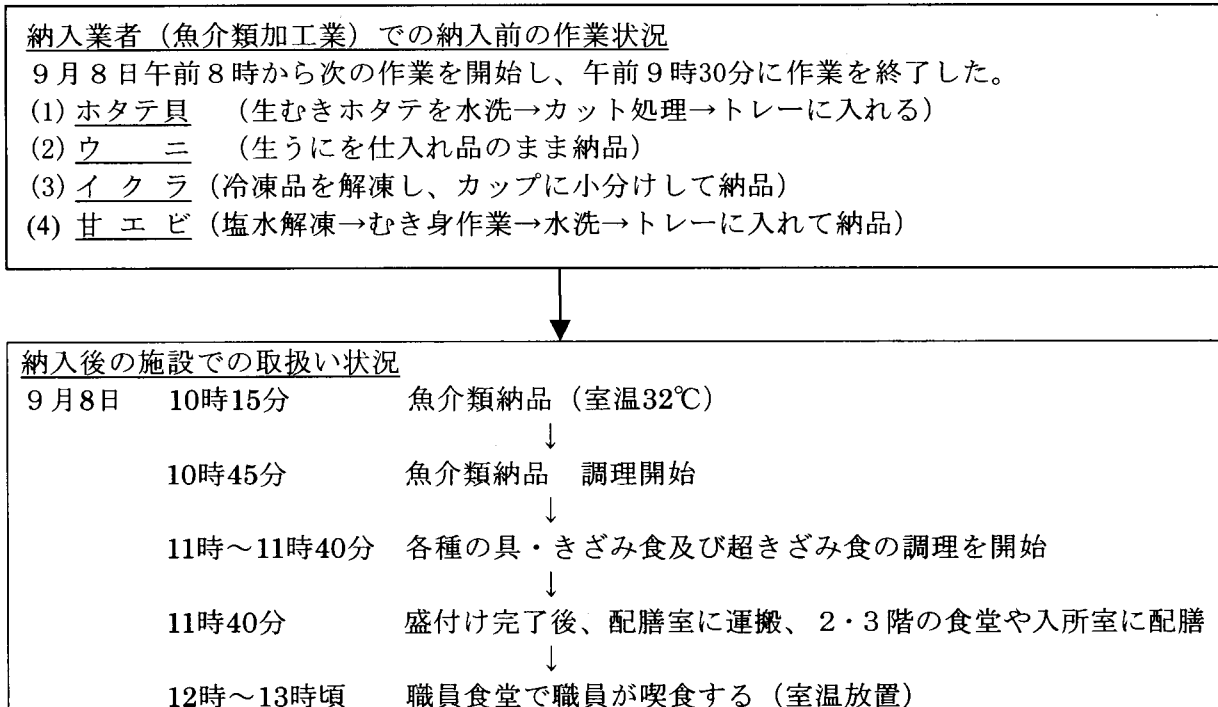 納入業者（魚介類加工業）での納入前の作業状況
９月８日午前８時から次の作業を開始し、午前９時30分に作業を終了した。
(1) ホタテ貝　（生むきホタテを水洗→カット処理→トレーに入れる）
(2) ウ　　ニ　（生うにを仕入れ品のまま納品）
(3) イ ク ラ（冷凍品を解凍し、カップに小分けして納品）
(4) 甘 エ ビ（塩水解凍→むき身作業→水洗→トレーに入れて納品）
納入後の施設での取扱い状況
９月8日　10時15分　魚介類納品（室温32℃）
↓
10時45分　魚介類納品　調理開始
↓
11時～11時40分　各種の具・きざみ食及び超きざみ食の調理を開始
↓
11時40分　盛付け完了後、配膳室に運搬、２・３階の食堂や入所室に配膳
↓
12時～13時頃　職員食堂で職員が喫食する（室温放置）